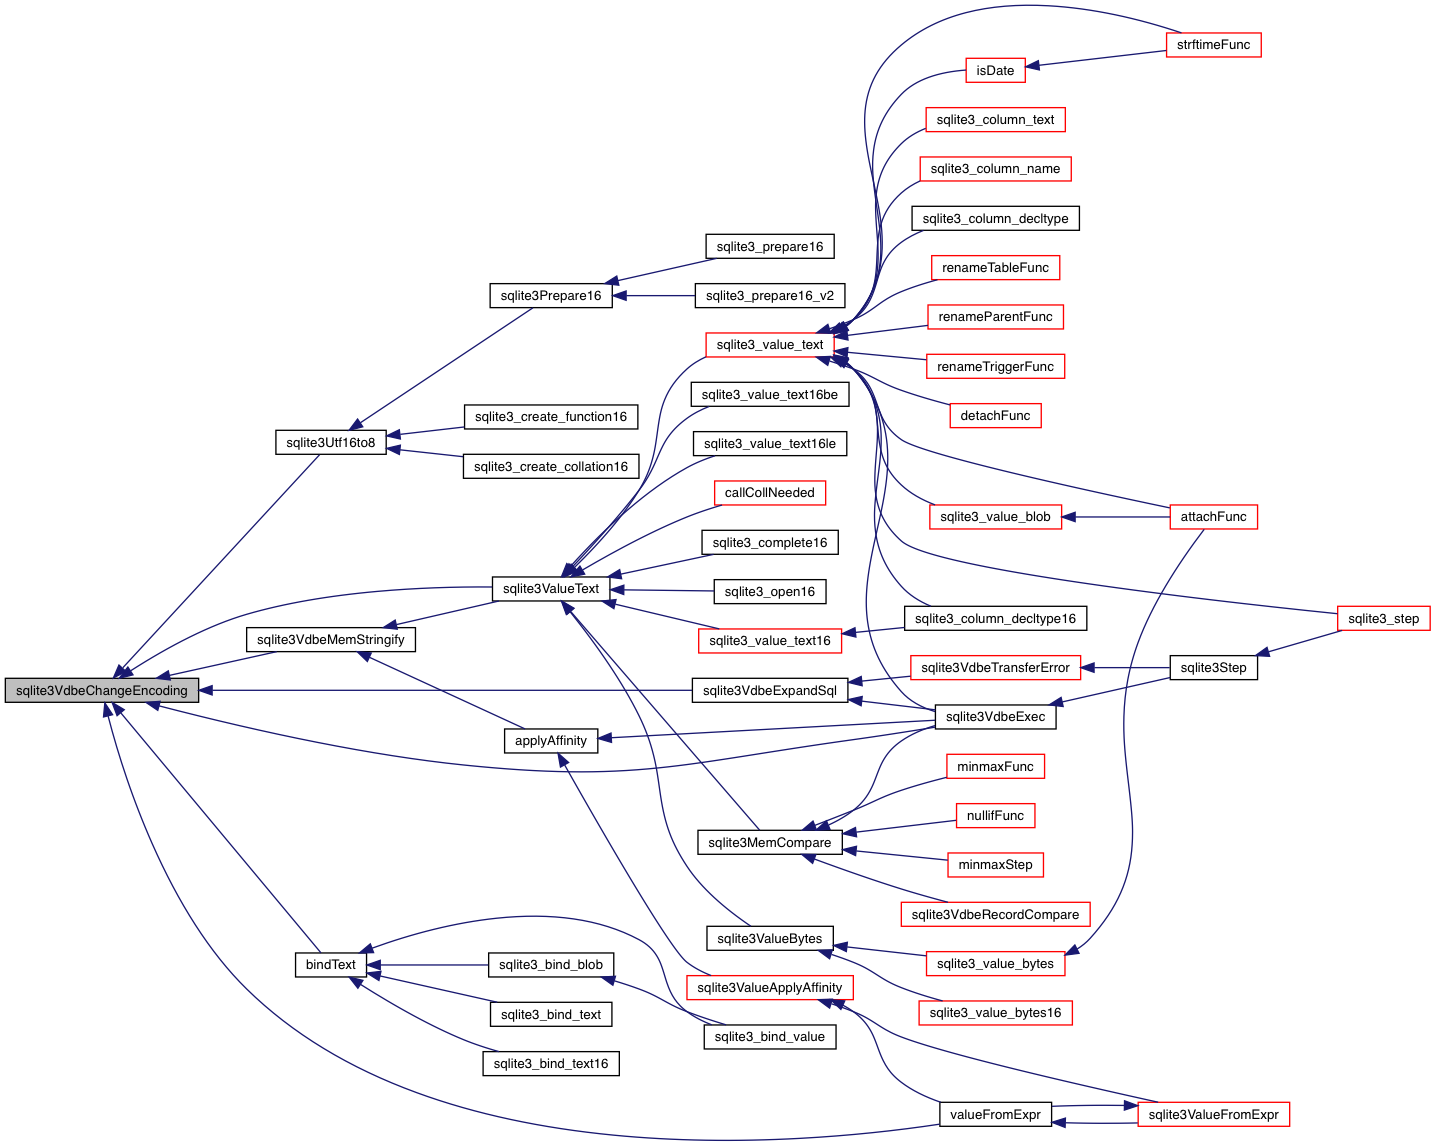 strftimeFunc
isDate
sqlite3_column_text
sqlite3_column_name
sqlite3_column_decltype
sqlite3_prepare16
renameTableFunc
sqlite3Prepare16
sqlite3_prepare16_v2
renameParentFunc
sqlite3_value_text
renameTriggerFunc
sqlite3_value_text16be
detachFunc
sqlite3_create_function16
sqlite3Utf16to8
sqlite3_value_text16le
sqlite3_create_collation16
callCollNeeded
sqlite3_value_blob
attachFunc
sqlite3_complete16
sqlite3ValueText
sqlite3_open16
sqlite3_column_decltype16
sqlite3_step
sqlite3VdbeMemStringify
sqlite3_value_text16
sqlite3VdbeTransferError
sqlite3Step
sqlite3VdbeChangeEncoding
sqlite3VdbeExpandSql
sqlite3VdbeExec
applyAffinity
minmaxFunc
nullifFunc
sqlite3MemCompare
minmaxStep
sqlite3VdbeRecordCompare
sqlite3ValueBytes
bindText
sqlite3_bind_blob
sqlite3_value_bytes
sqlite3ValueApplyAffinity
sqlite3_bind_text
sqlite3_value_bytes16
sqlite3_bind_value
sqlite3_bind_text16
valueFromExpr
sqlite3ValueFromExpr